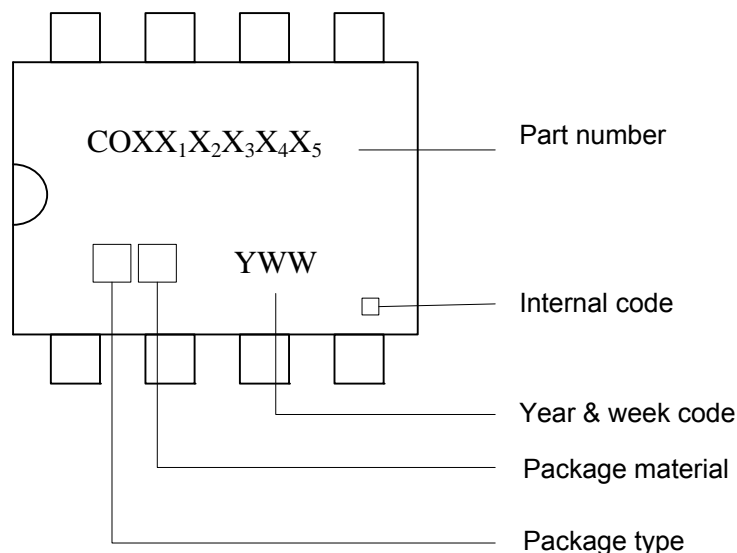 COXX₁X₂X₃X₄X₅
Part number
YWW
Internal code
Year & week code
Package material
Package type